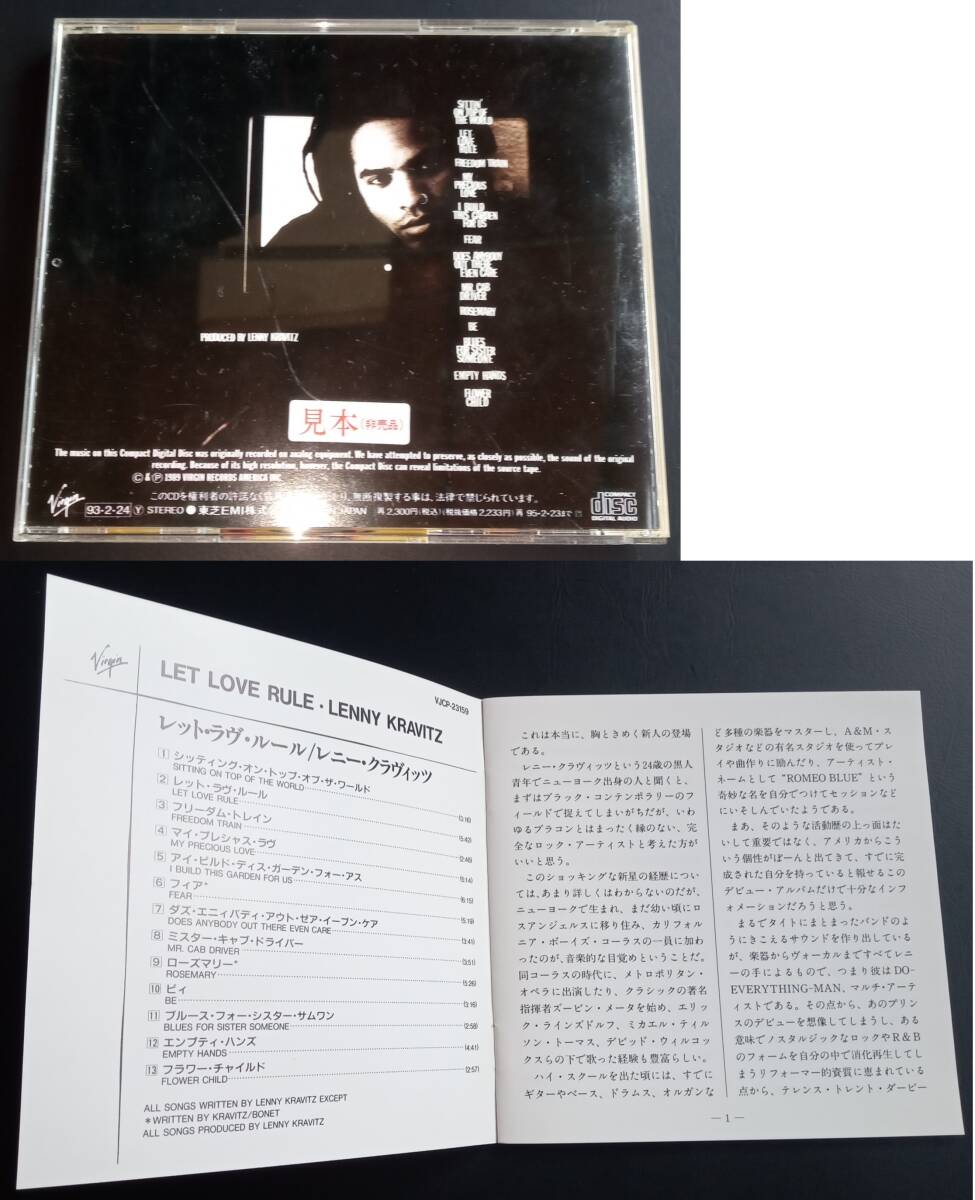 SITTIN'
ON TOP OF
THE WORLD
LET
LOVE
RULE
FREEDOM TRAIN
MY
PRECIOUS
LOVE
I BUILD
THIS GARDEN
FOR US
FEAR
DOES ANYBODY
OUT THERE
EVEN CARE
MR. CAB
DRIVER
ROSEMARY
BE
BLUES
FOR SISTER
SOMEONE
EMPTY HANDS
FLOWER
CHILD
PRODUCED BY LENNY KRAVITZ
見本(非売品)
The music on this Compact Digital Disc was originally recorded on analog equipment. We have attempted to preserve, as closely as possible, the sound of the original
recording. Because of its high resolution, however, the Compact Disc can reveal limitations of the source tape.
© & ℗ 1989 VIRGIN RECORDS AMERICA INC.
Virgin
このCDを権利者の許諾なく 無断複製する事は、法律で禁じられています。
93-2-24 Y STEREO ● 東芝EMI株式 JAPAN 再 2,300円(税込)(税抜価格2,233円) 再 95-2-23まで
COMPACT
disc
DIGITAL AUDIO
Virgin
LET LOVE RULE・LENNY KRAVITZ
VJCP-23159
レット・ラヴ・ルール/レニー・クラヴィッツ
1 シッティング・オン・トップ・オブ・ザ・ワールド
SITTING ON TOP OF THE WORLD (3:16)
2 レット・ラヴ・ルール
LET LOVE RULE (5:42)
3 フリーダム・トレイン
FREEDOM TRAIN (2:48)
4 マイ・プレシャス・ラヴ
MY PRECIOUS LOVE (5:14)
5 アイ・ビルド・ディス・ガーデン・フォー・アス
I BUILD THIS GARDEN FOR US (6:15)
6 フィア*
FEAR (5:19)
7 ダズ・エニィバディ・アウト・ゼア・イーブン・ケア
DOES ANYBODY OUT THERE EVEN CARE (3:41)
8 ミスター・キャブ・ドライバー
MR. CAB DRIVER (3:51)
9 ローズマリー*
ROSEMARY (5:26)
10 ビィ
BE (3:16)
11 ブルース・フォー・シスター・サムワン
BLUES FOR SISTER SOMEONE (2:58)
12 エンプティ・ハンズ
EMPTY HANDS (4:41)
13 フラワー・チャイルド
FLOWER CHILD (2:57)
ALL SONGS WRITTEN BY LENNY KRAVITZ EXCEPT
*WRITTEN BY KRAVITZ/BONET
ALL SONGS PRODUCED BY LENNY KRAVITZ
これは本当に、胸ときめく新人の登場
である。
レニー・クラヴィッツという24歳の黒人
青年でニューヨーク出身の人と聞くと、
まずはブラック・コンテンポラリーのフ
ィールドで捉えてしまいがちだが、いわ
ゆるブラコンとはまったく縁のない、完
全なロック・アーティストと考えた方が
いいと思う。
このショッキングな新星の経歴につい
ては、あまり詳しくはわからないのだが、
ニューヨークで生まれ、まだ幼い頃にロ
スアンジェルスに移り住み、カリフォル
ニア・ボーイズ・コーラスの一員に加わ
ったのが、音楽的な目覚めということだ。
同コーラスの時代に、メトロポリタン・
オペラに出演したり、クラシックの著名
指揮者ズービン・メータを始め、エリッ
ク・ラインズドルフ、ミカエル・ティル
ソン・トーマス、デビッド・ウィルコッ
クスらの下で歌った経験も豊富らしい。
ハイ・スクールを出た頃には、すでに
ギターやベース、ドラムス、オルガンな
ど多種の楽器をマスターし、A&M・ス
タジオなどの有名スタジオを使ってプレ
イや曲作りに励んだり、アーティスト・
ネームとして“ROMEO BLUE”という
奇妙な名を自分でつけてセッションなど
にいそしんでいたようである。
まあ、そのような活動歴の上っ面はた
いして重要ではなく、アメリカからこう
いう個性がぽーんと出てきて、すでに完
成された自分を持っていると報せるこの
デビュー・アルバムだけで十分なインフ
ォメーションだろうと思う。
まるでタイトにまとまったバンドのよ
うにきこえるサウンドを作り出している
が、楽器からヴォーカルまですべてレニ
ーの手によるもので、つまり彼はDO-
EVERYTHING-MAN、マルチ・アーテ
ィストである。その点から、あのプリン
スのデビューを想像してしまうし、ある
意味でノスタルジックなロックやR&B
のフォームを自分の中で消化再生してし
まうリフォーマー的資質に恵まれている
点から、テレンス・トレント・ダービー
—1—